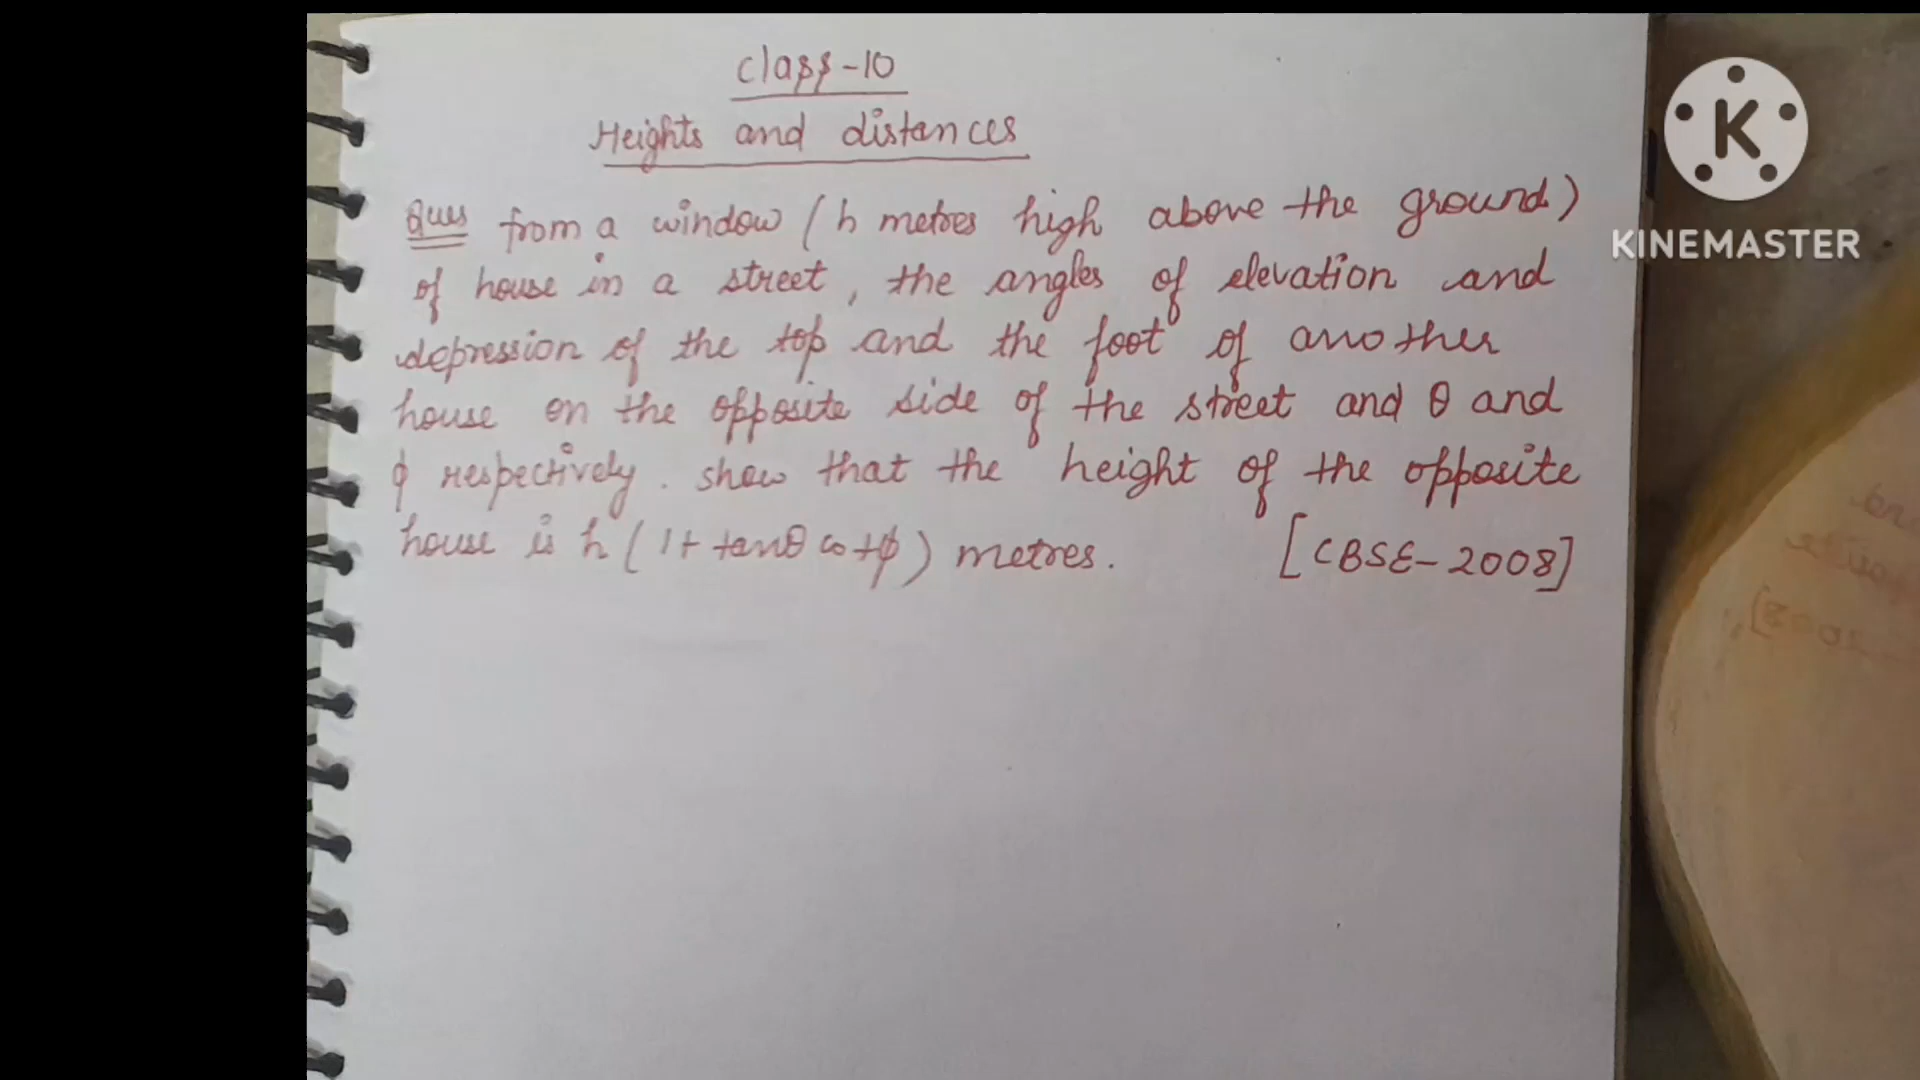 Class-10
Heights and distances
Ques from a window (h metres high above the ground)
of house in a street, the angles of elevation and
depression of the top and the foot of another
house on the opposite side of the street and θ and
ϕ respectively. show that the height of the opposite
house is h (1+ tanθ cotϕ) metres. [CBSE-2008]
K
KINEMASTER